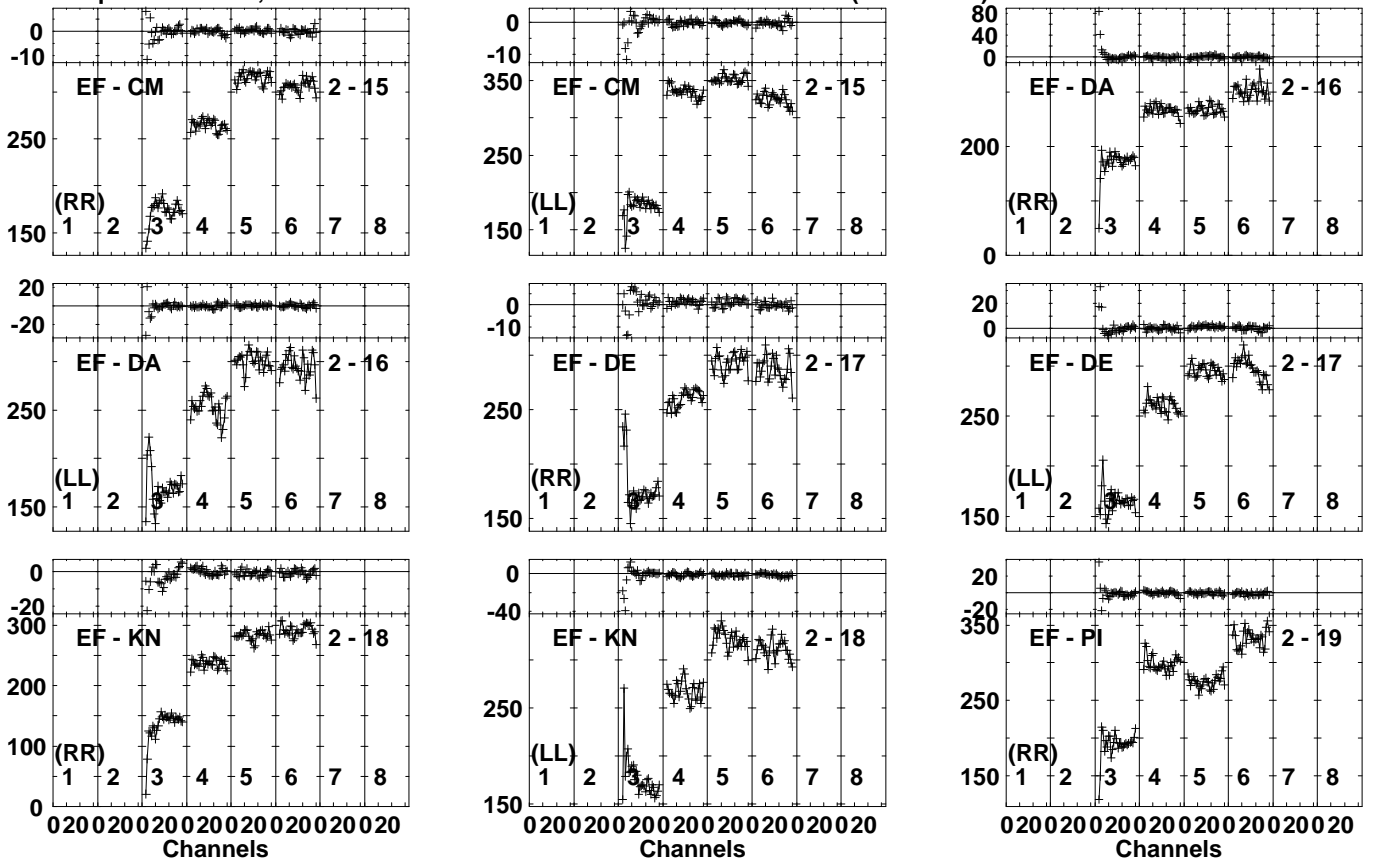 0
-10
EF - CM 2 - 15
250
150
(RR)
1 2 3 4 5 6 7 8
0
-10
350
EF - CM 2 - 15
250
150
(LL)
1 2 3 4 5 6 7 8
80
40
0
EF - DA 2 - 16
200
0
(RR)
1 2 3 4 5 6 7 8
20
-20
EF - DA 2 - 16
250
150
(LL)
1 2 3 4 5 6 7 8
0
-10
EF - DE 2 - 17
250
150
(RR)
1 2 3 4 5 6 7 8
20
0
EF - DE 2 - 17
250
150
(LL)
1 2 3 4 5 6 7 8
0
-20
300
EF - KN 2 - 18
200
100
0
(RR)
1 2 3 4 5 6 7 8
0 20 0 20 0 20 0 20 0 20 0 20 0 20 0 20
Channels
0
-40
EF - KN 2 - 18
250
150
(LL)
1 2 3 4 5 6 7 8
0 20 0 20 0 20 0 20 0 20 0 20 0 20 0 20
Channels
20
-20
350
EF - PI 2 - 19
250
150
(RR)
1 2 3 4 5 6 7 8
0 20 0 20 0 20 0 20 0 20 0 20 0 20 0 20
Channels